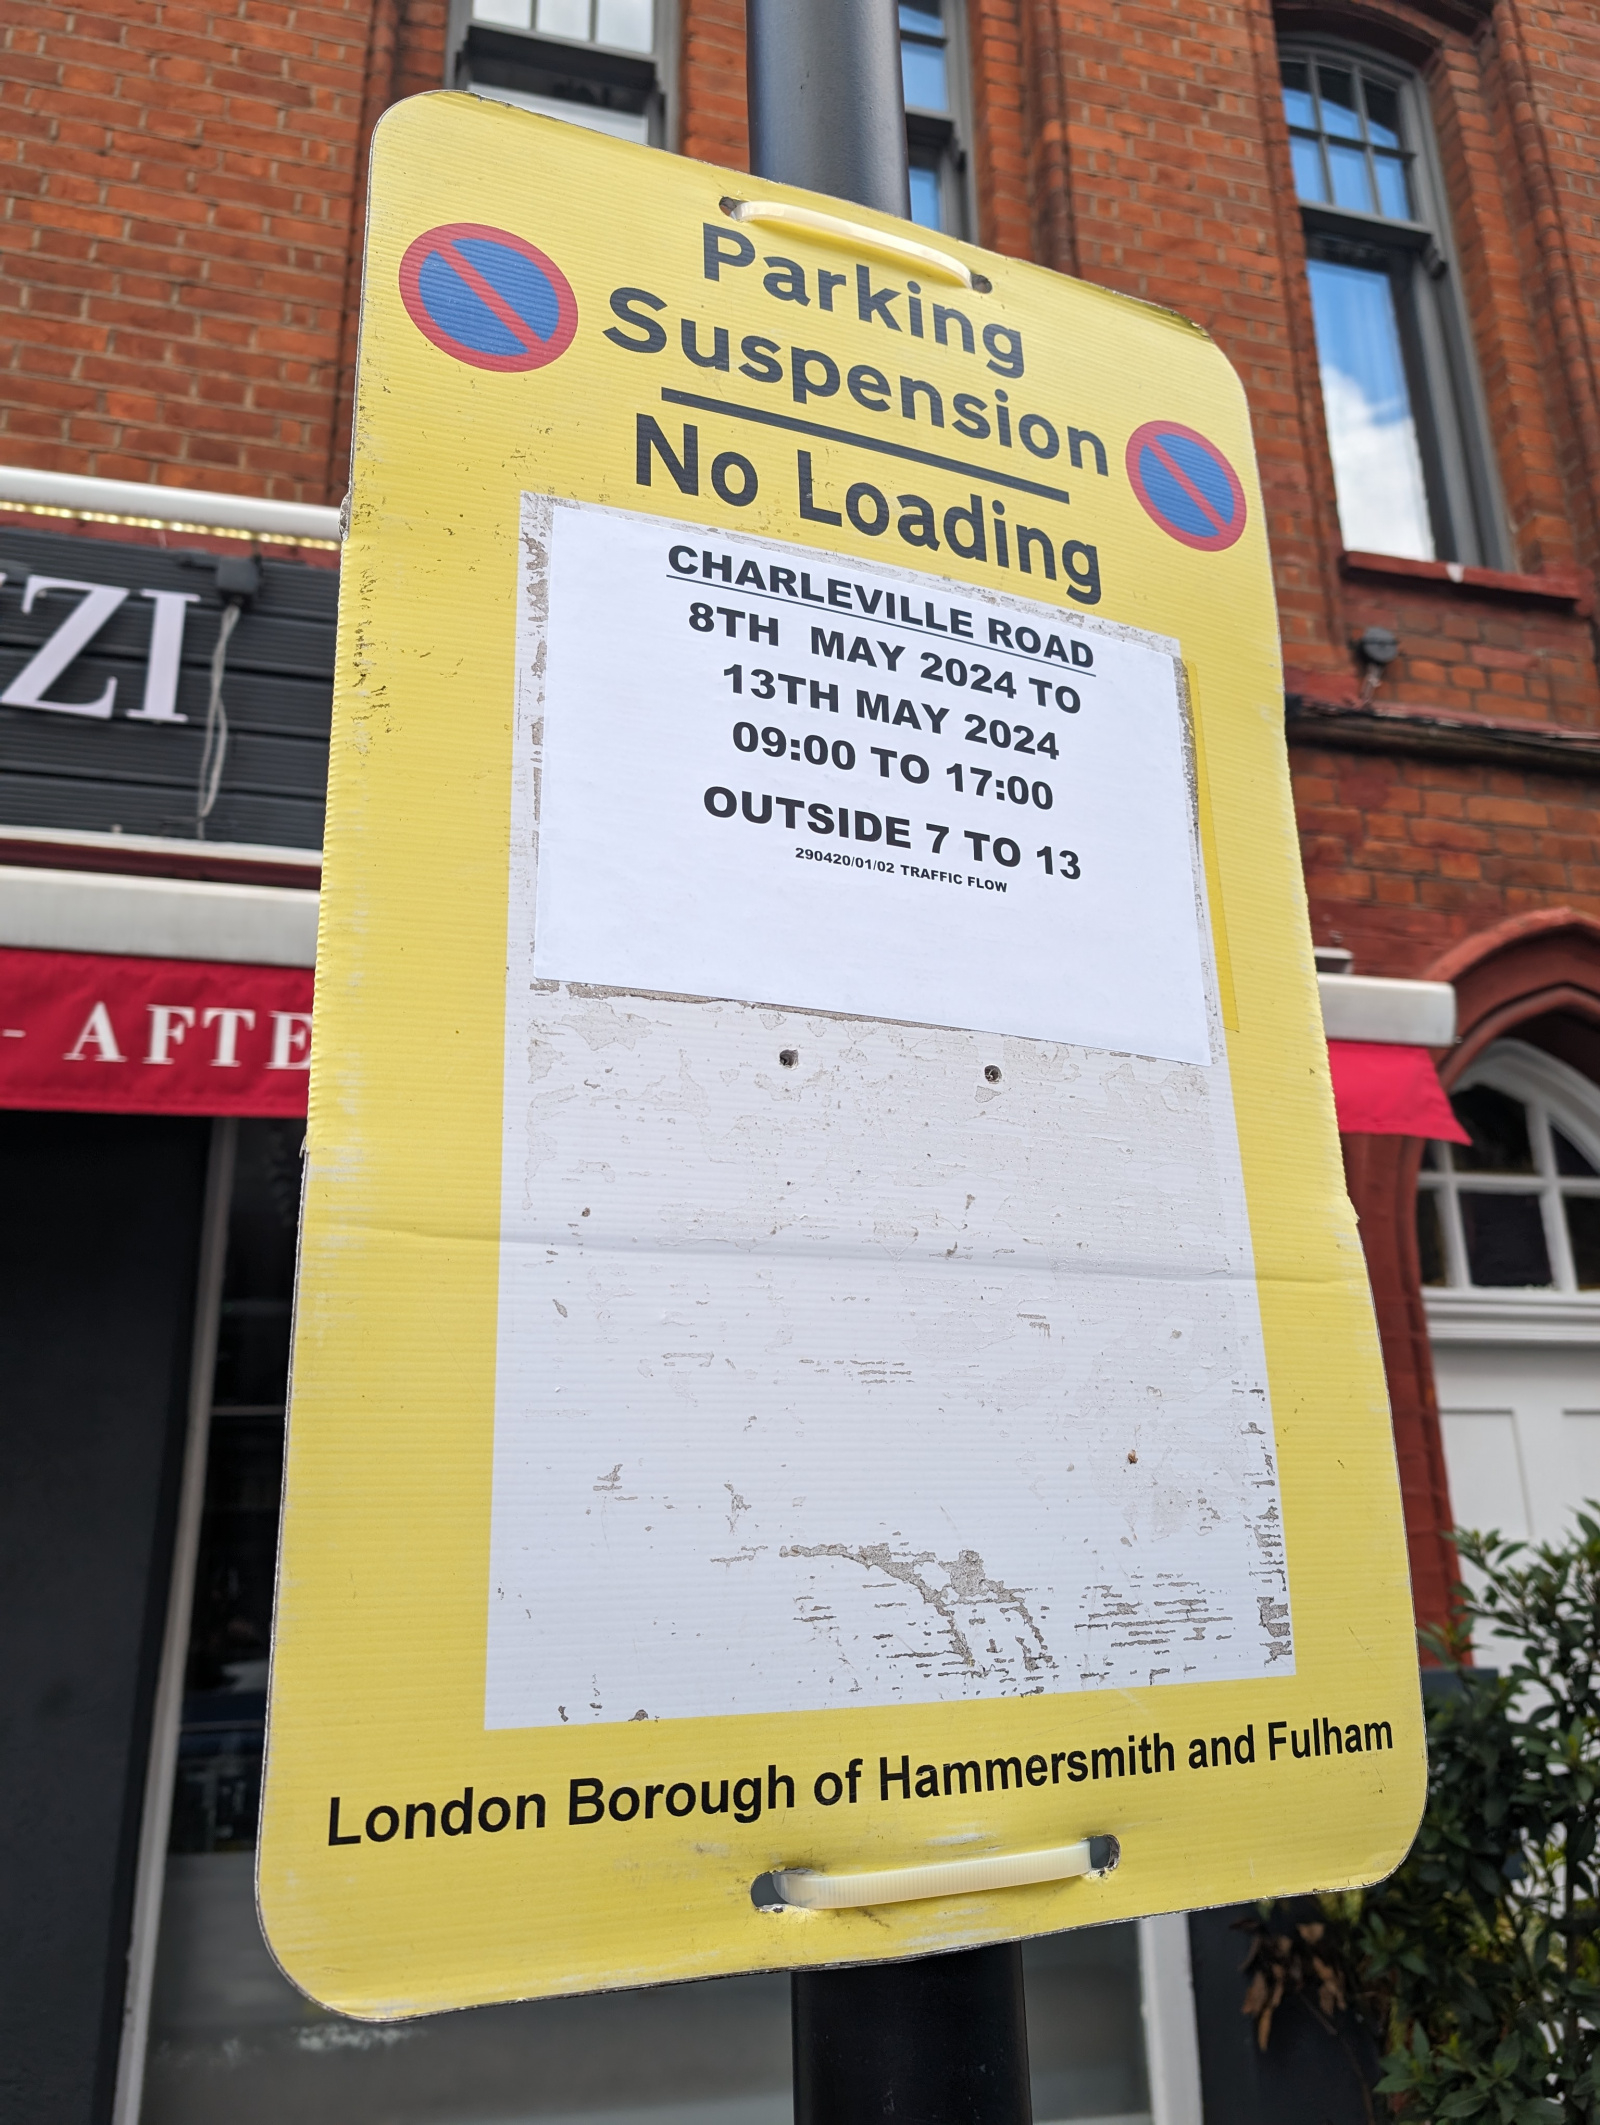 Parking
Suspension
No Loading
CHARLEVILLE ROAD
8TH MAY 2024 TO
13TH MAY 2024
09:00 TO 17:00
OUTSIDE 7 TO 13
290420/01/02 TRAFFIC FLOW
London Borough of Hammersmith and Fulham
ZZI
- AFTE